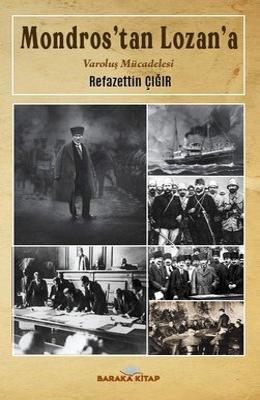 Mondros’tan Lozan’a
Varoluş Mücadelesi
Refazettin ÇIĞIR
BARAKA KİTAP